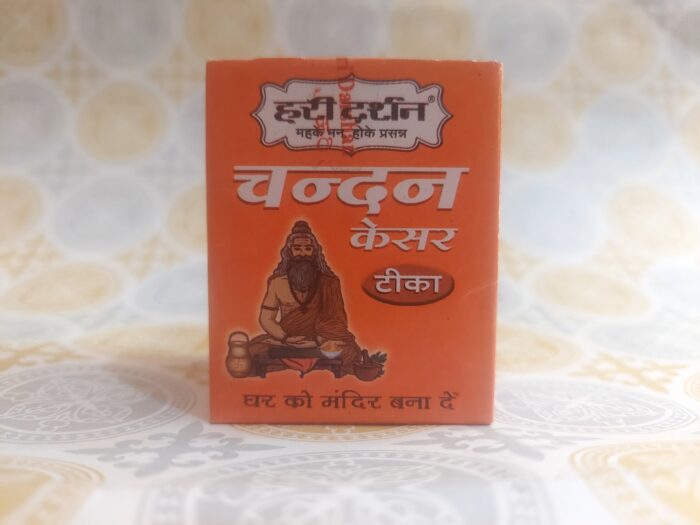 हरी दर्शन®
महके मन, होके प्रसन्न
चन्दन
केसर
टीका
घर को मंदिर बना दें